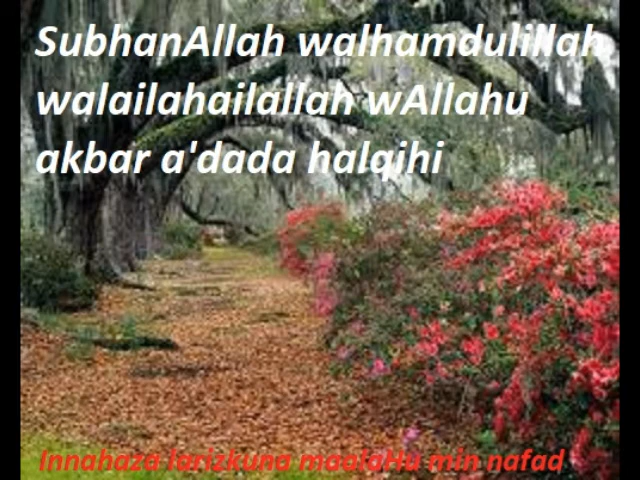 SubhanAllah walhamdulillah
walailahailallah wAllahu
akbar a'dada halqihi
Innahaza larizkuna maalaHu min nafad